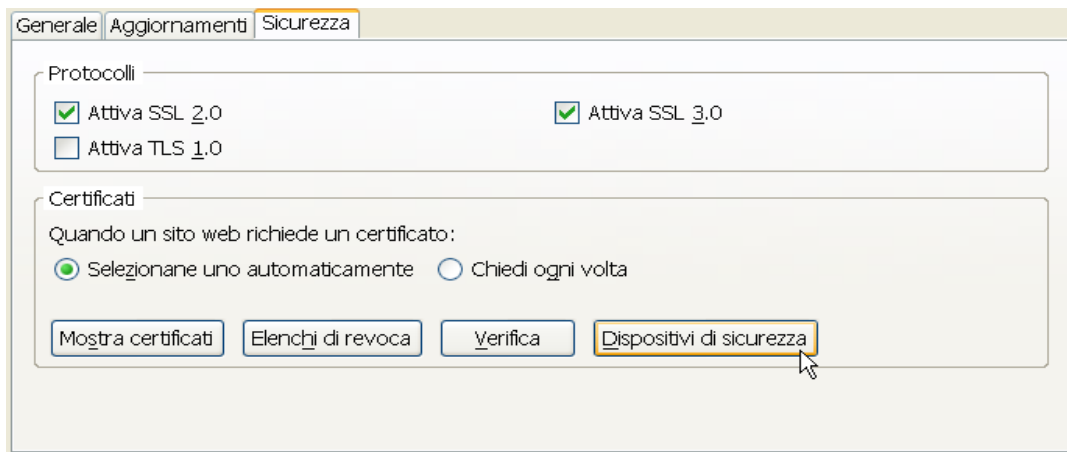 Generale Aggiornamenti Sicurezza
Protocolli
Attiva SSL 2.0 Attiva SSL 3.0
Attiva TLS 1.0
Certificati
Quando un sito web richiede un certificato:
Selezionane uno automaticamente Chiedi ogni volta
Mostra certificati Elenchi di revoca Verifica Dispositivi di sicurezza